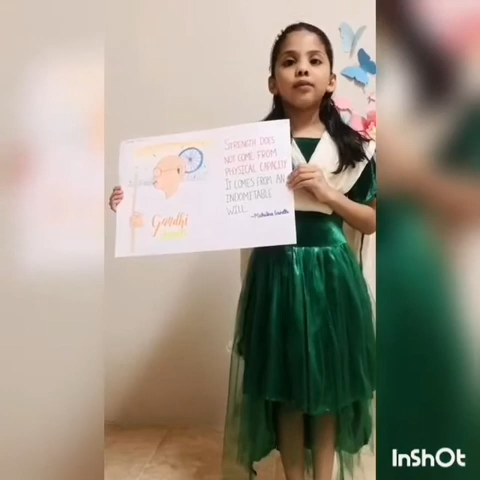 STRENGTH DOES
NOT COME FROM
PHYSICAL CAPACITY
IT COMES FROM AN
INDOMITABLE
WILL.
-Mahatma Gandhi
Gandhi
InShOt